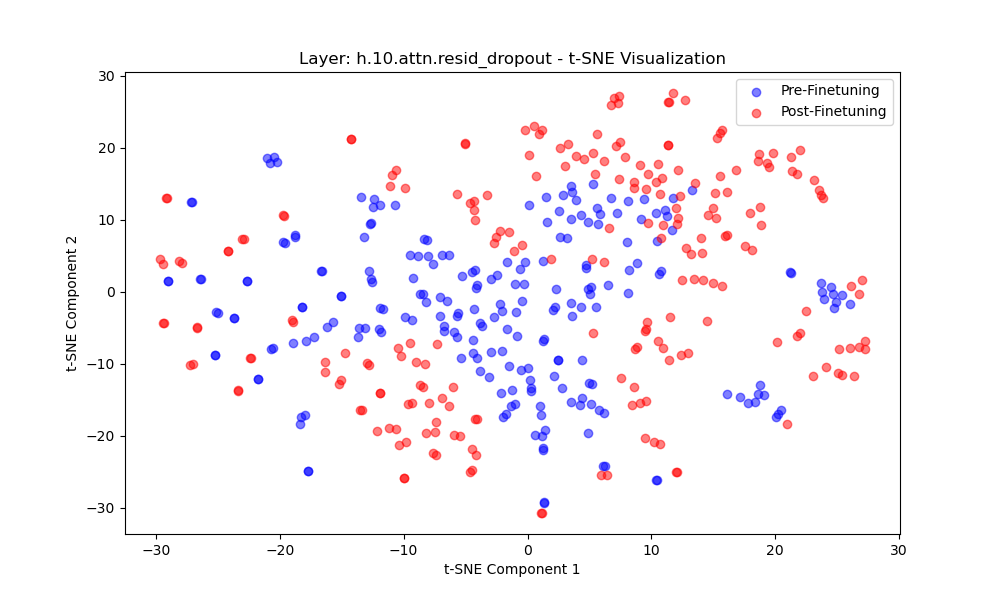 Layer: h.10.attn.resid_dropout - t-SNE Visualization
Pre-Finetuning
Post-Finetuning
30
20
10
0
−10
−20
−30
t-SNE Component 2
−30
−20
−10
0
10
20
30
t-SNE Component 1